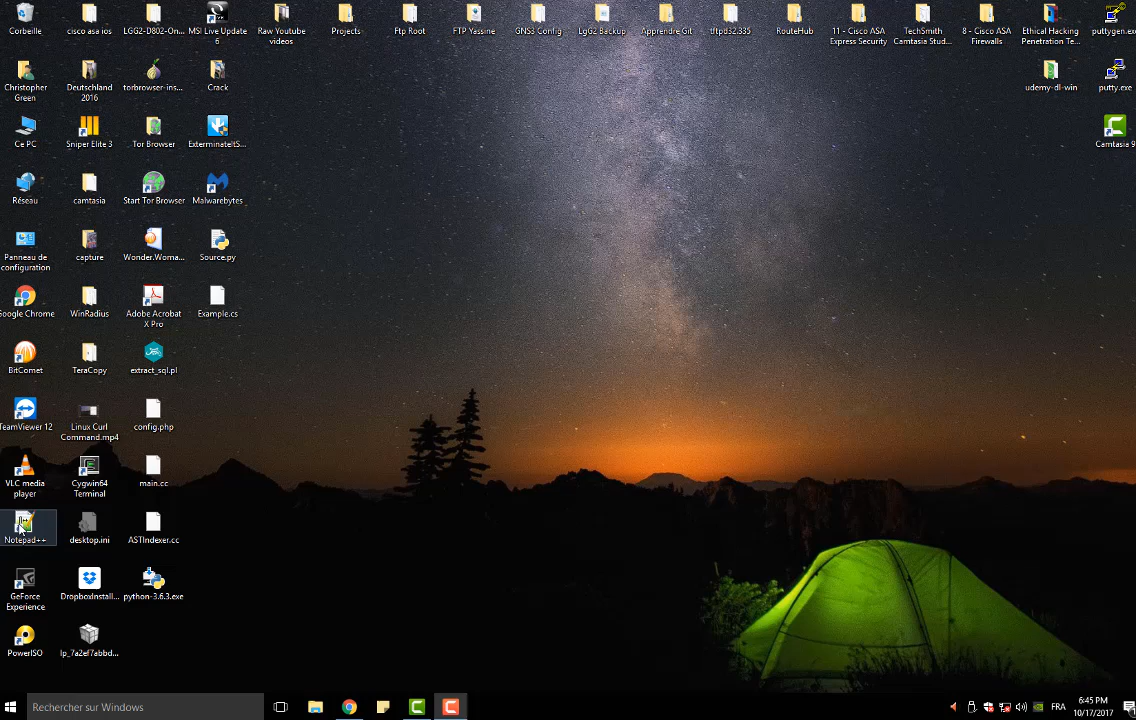 Corbeille
cisco asa ios
LGG2-D802-On...
MSI Live Update
6
Raw Youtube
videos
Projects
Ftp Root
FTP Yassine
GNS3 Config
LgG2 Backup
Apprendre Git
tftpd32.335
RouteHub
11 - Cisco ASA
Express Security
TechSmith
Camtasia Stud...
8 - Cisco ASA
Firewalls
Ethical Hacking
Penetration Te...
puttygen.exe
Christopher
Green
Deutschland
2016
torbrowser-ins...
Crack
udemy-dl-win
putty.exe
Ce PC
Sniper Elite 3
Tor Browser
ExterminateItS...
Camtasia 9
Réseau
camtasia
Start Tor Browser
Malwarebytes
Panneau de
configuration
capture
Wonder.Woma...
Source.py
Google Chrome
WinRadius
Adobe Acrobat
X Pro
Example.cs
BitComet
TeraCopy
extract_sql.pl
TeamViewer 12
Linux Curl
Command.mp4
config.php
VLC media
player
Cygwin64
Terminal
main.cc
Notepad++
desktop.ini
ASTIndexer.cc
GeForce
Experience
DropboxInstall...
python-3.6.3.exe
PowerISO
lp_7a2ef7abbd...
Rechercher sur Windows
FRA
6:45 PM
10/17/2017